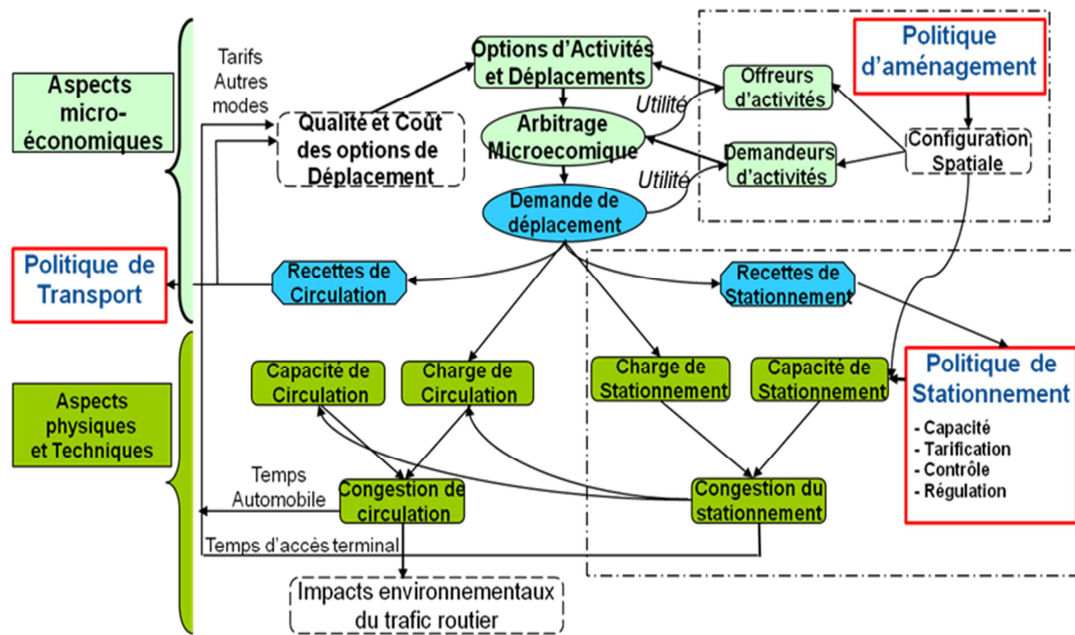 Aspects
micro-
économiques
Tarifs
Autres
modes
Options d'Activités
et Déplacements
Politique
d'aménagement
Offreurs
d'activités
Utilité
Qualité et Coût
des options de
Déplacement
Arbitrage
Microecomique
Demandeurs
d'activités
Configuration
Spatiale
Utilité
Demande de
déplacement
Politique de
Transport
Recettes de
Circulation
Recettes de
Stationnement
Aspects
physiques
et Techniques
Capacité de
Circulation
Charge de
Circulation
Charge de
Stationnement
Capacité de
Stationnement
Politique de
Stationnement
- Capacité
- Tarification
- Contrôle
- Régulation
Temps
Automobile
Congestion de
circulation
Congestion du
stationnement
Temps d'accès terminal
Impacts environnementaux
du trafic routier